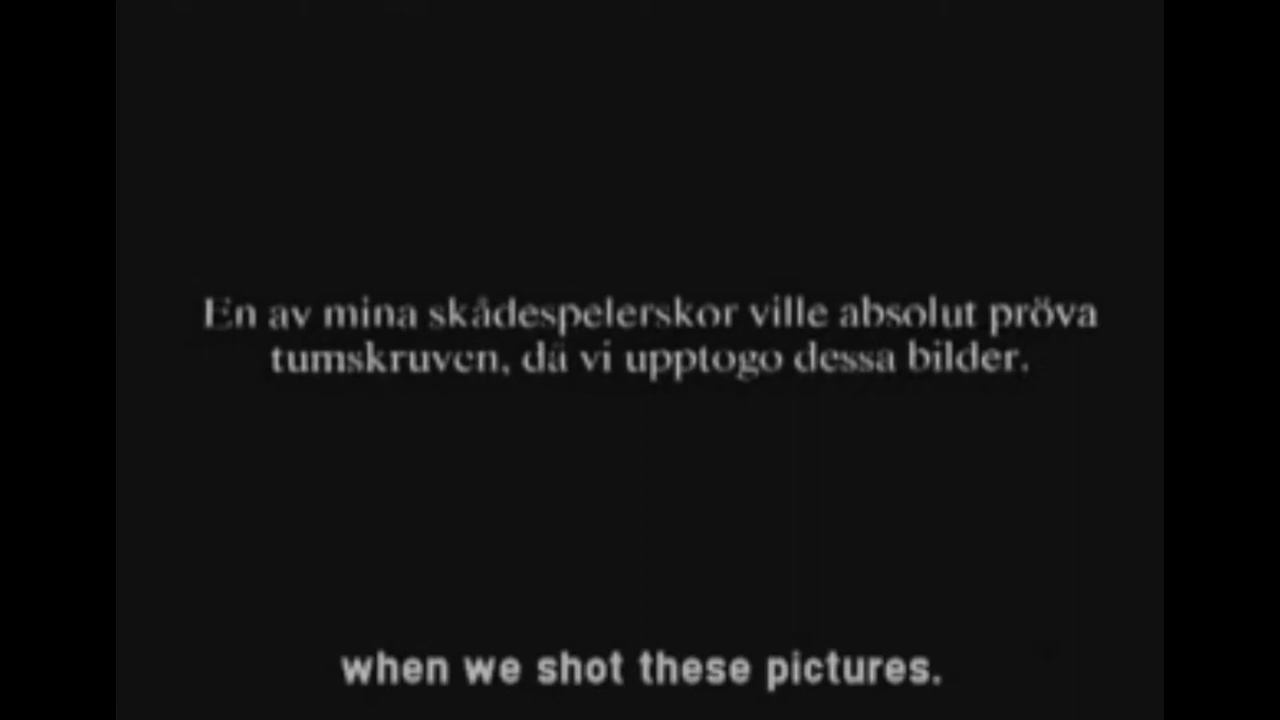 En av mina skådespelerskor ville absolut pröva
tumskruven, då vi upptogo dessa bilder.
when we shot these pictures.